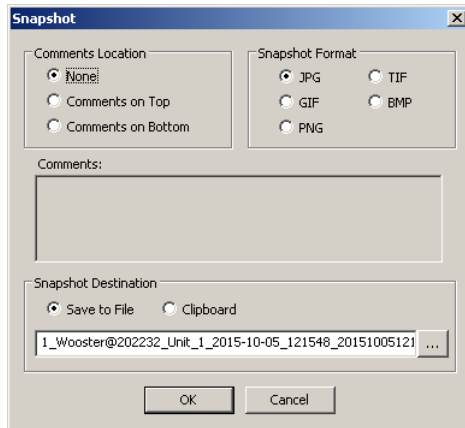 Snapshot
Comments Location
None
Comments on Top
Comments on Bottom
Snapshot Format
JPG
TIF
GIF
BMP
PNG
Comments:
Snapshot Destination
Save to File
Clipboard
1_Wooster@202232_Unit_1_2015-10-05_121548_20151005121
...
OK
Cancel